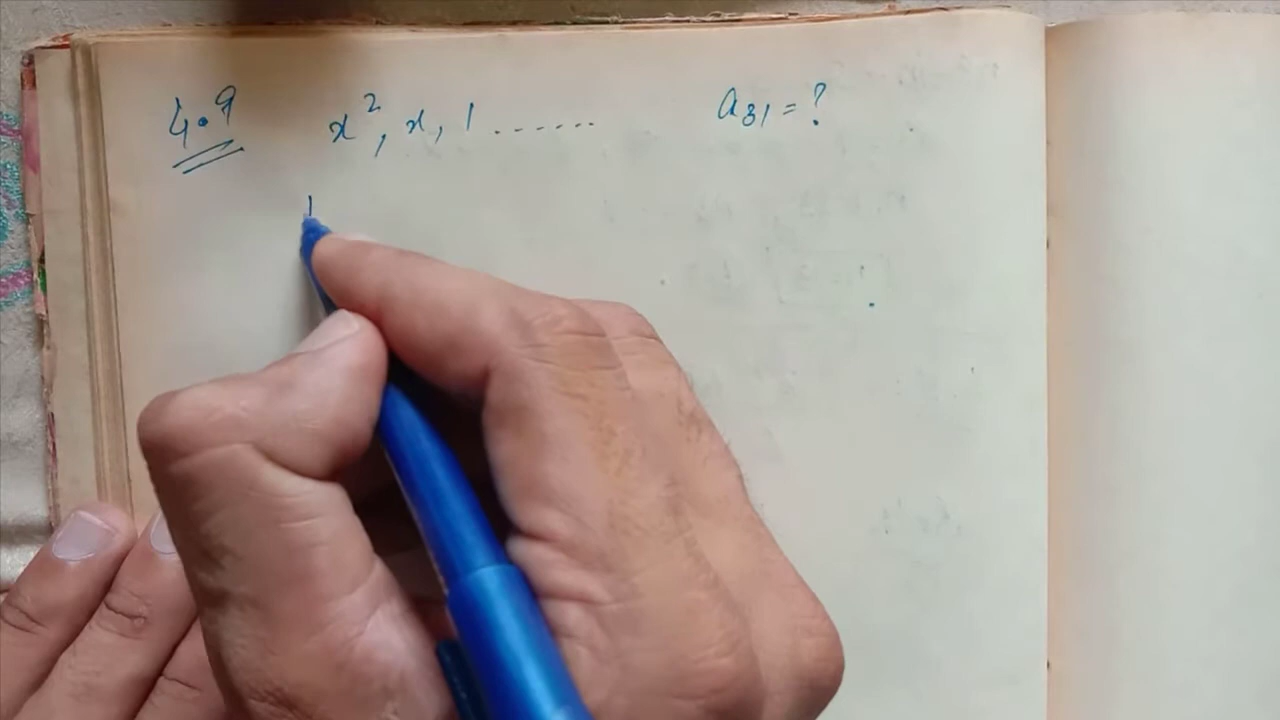 4.9 x², x, 1 ....... a₃₁ = ?